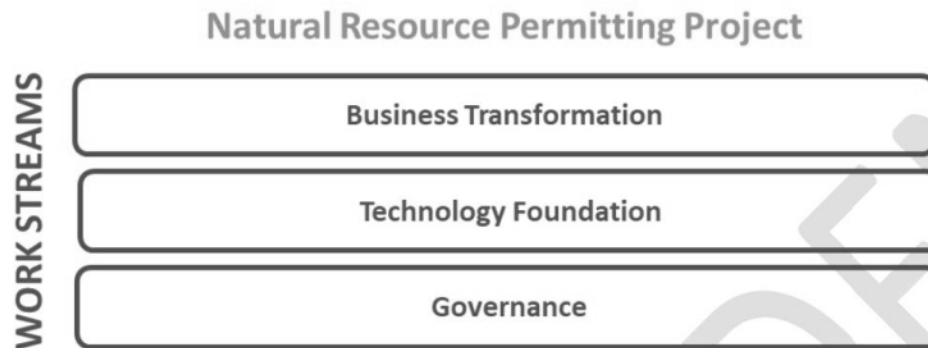 Natural Resource Permitting Project
WORK STREAMS
Business Transformation
Technology Foundation
Governance